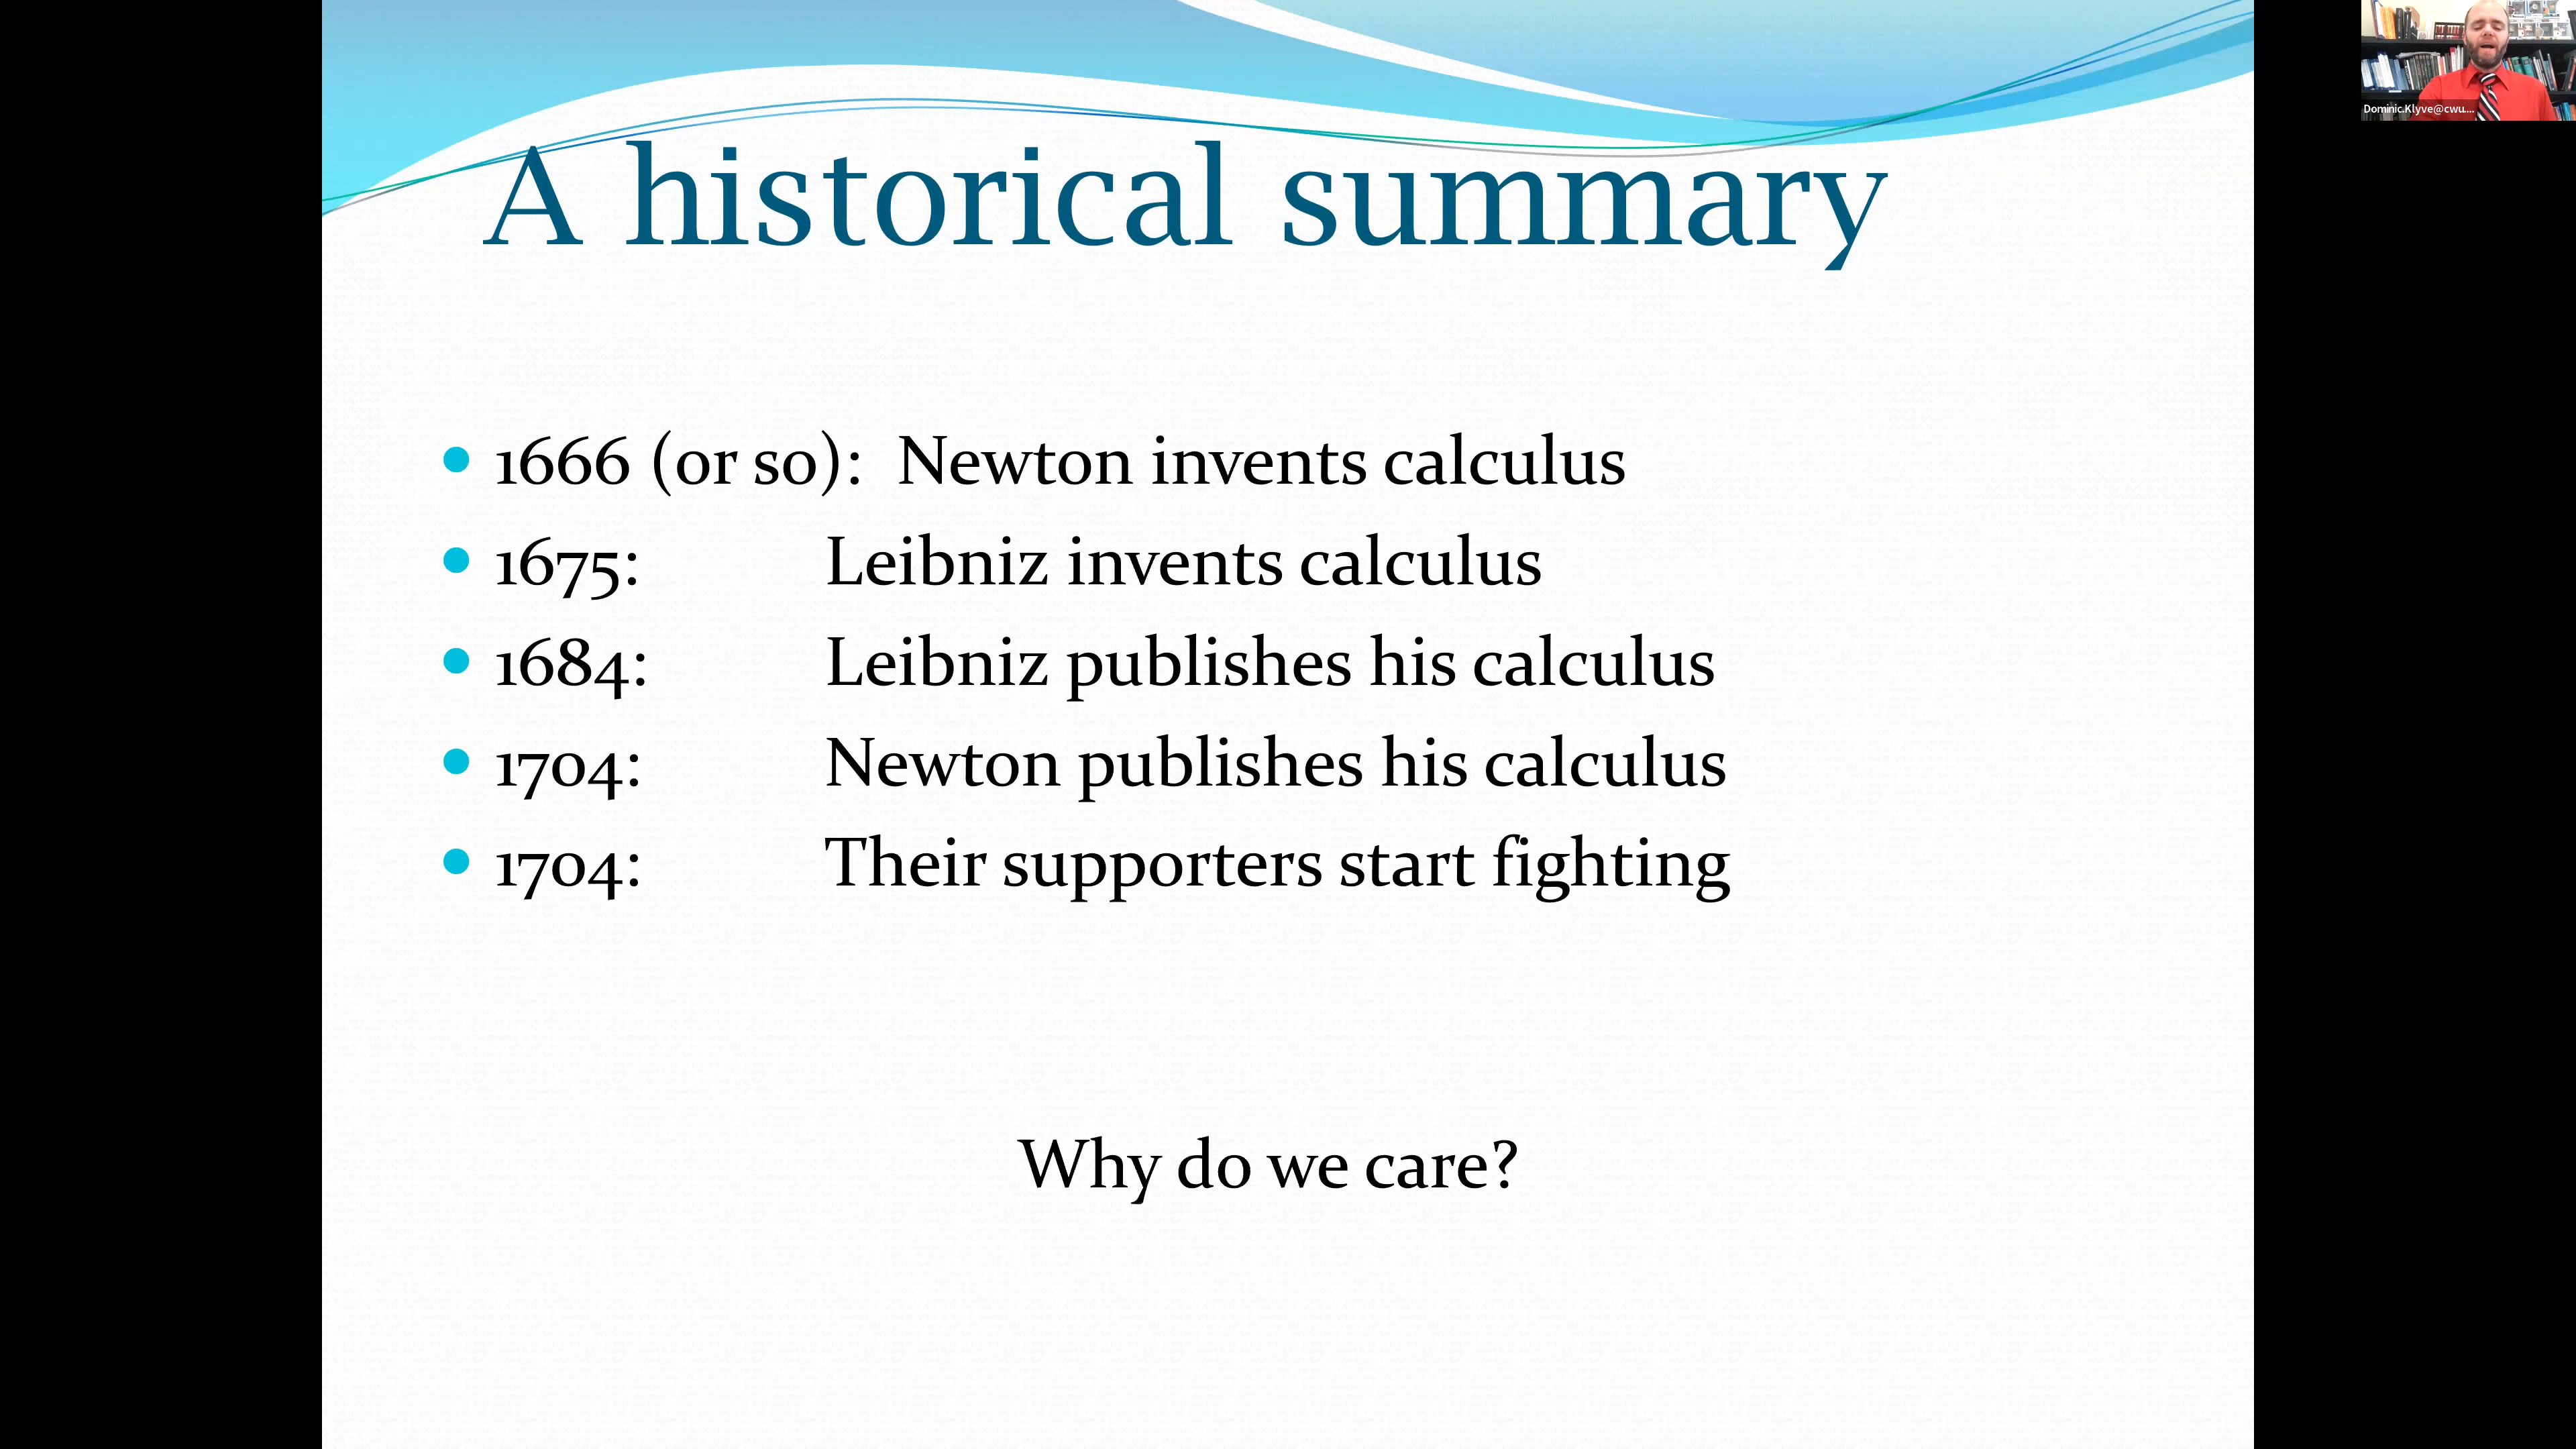 A historical summary
1666 (or so): Newton invents calculus
1675: Leibniz invents calculus
1684: Leibniz publishes his calculus
1704: Newton publishes his calculus
1704: Their supporters start fighting
Why do we care?
Dominic.Klyve@cwu....